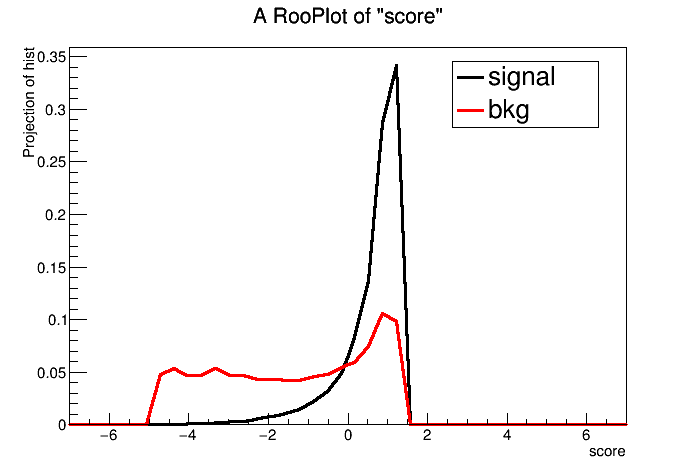 A RooPlot of "score"
Projection of hist
0.35
0.3
0.25
0.2
0.15
0.1
0.05
0
signal
bkg
−6 −4 −2 0 2 4 6
score